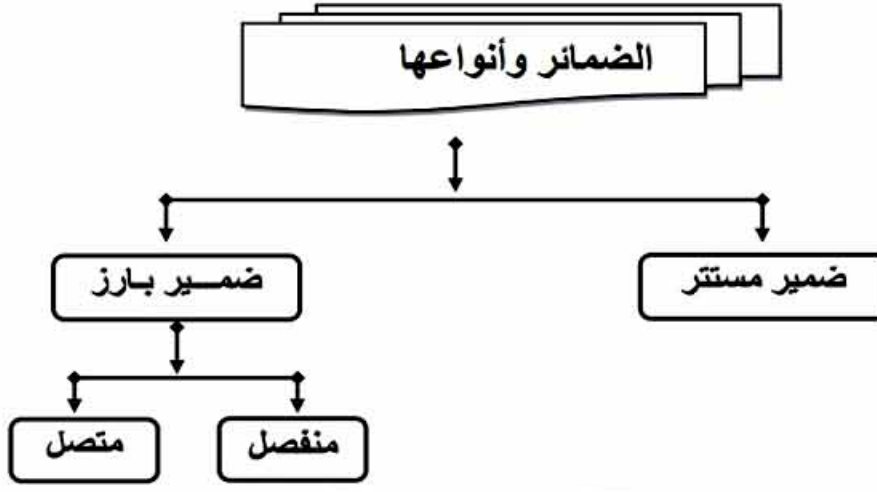 الضمائر وأنواعها
ضمير مستتر
ضمـــير بـارز
منفصل
متصل